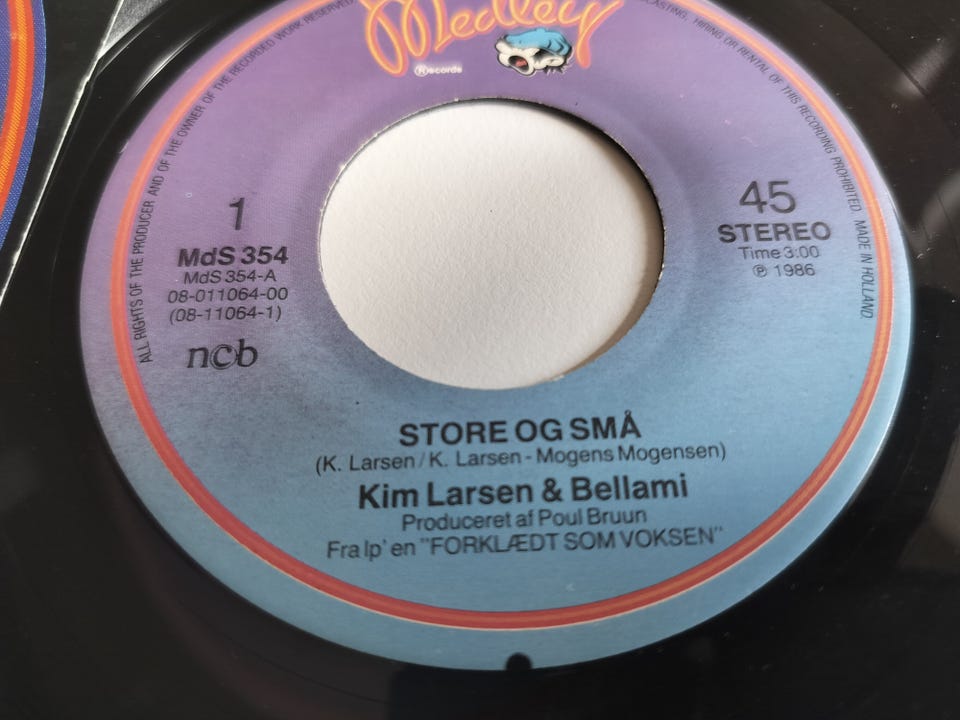 Medley
Records
ALL RIGHTS OF THE PRODUCER AND OF THE OWNER OF THE RECORDED WORK RESERVED
CASTING, HIRING OR RENTAL OF THIS RECORDING PROHIBITED. MADE IN HOLLAND.
1
MdS 354
MdS 354-A
08-011064-00
(08-11064-1)
ncb
45
STEREO
Time 3:00
℗ 1986
STORE OG SMÅ
(K. Larsen / K. Larsen - Mogens Mogensen)
Kim Larsen & Bellami
Produceret af Poul Bruun
Fra lp' en "FORKLÆDT SOM VOKSEN"